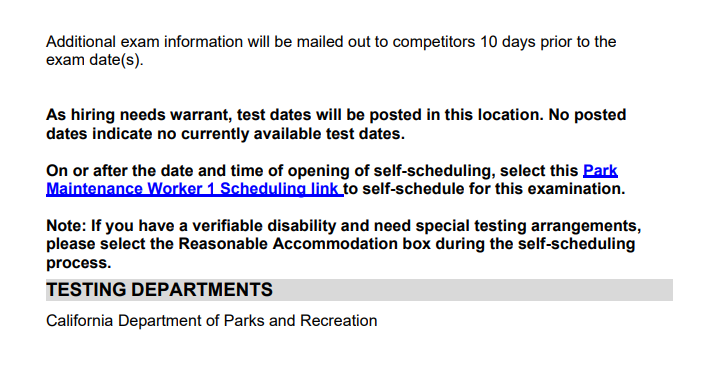 Additional exam information will be mailed out to competitors 10 days prior to the
exam date(s).
As hiring needs warrant, test dates will be posted in this location. No posted
dates indicate no currently available test dates.
On or after the date and time of opening of self-scheduling, select this Park
Maintenance Worker 1 Scheduling link to self-schedule for this examination.
Note: If you have a verifiable disability and need special testing arrangements,
please select the Reasonable Accommodation box during the self-scheduling
process.
TESTING DEPARTMENTS
California Department of Parks and Recreation